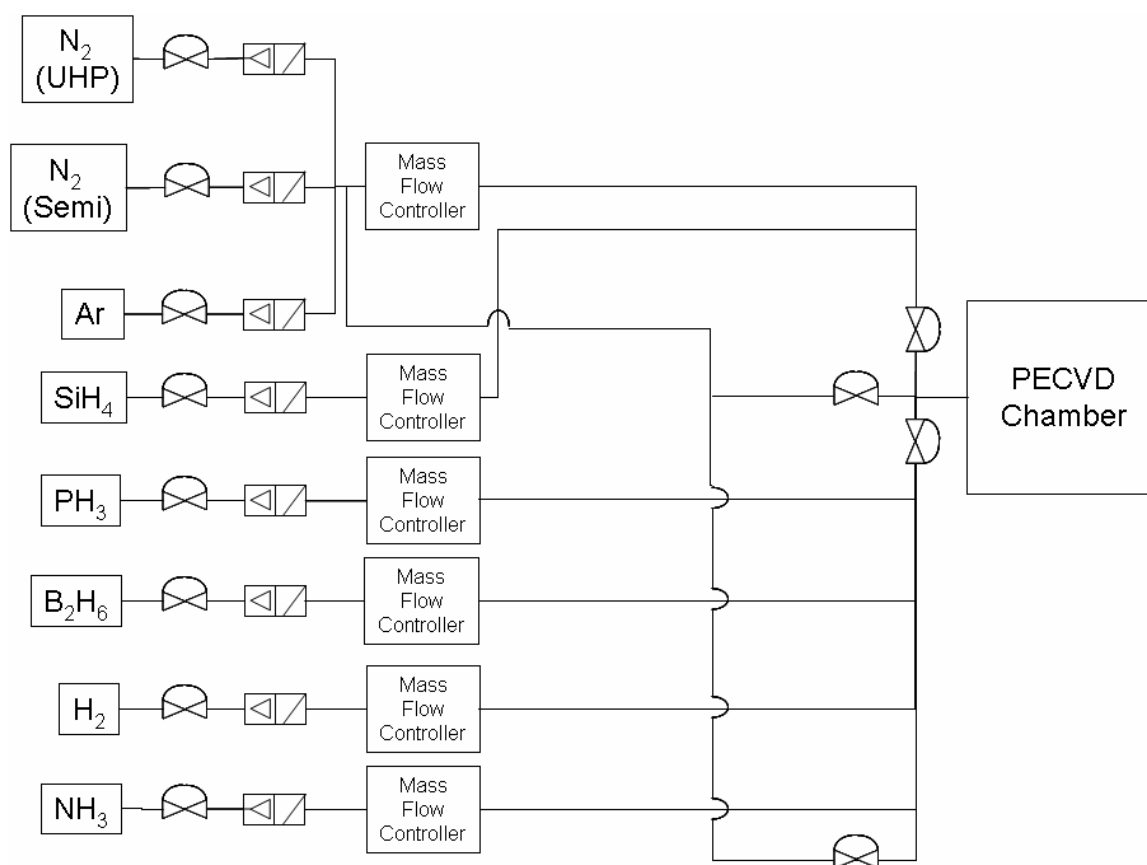 N₂
(UHP)
N₂
(Semi)
Mass
Flow
Controller
Ar
SiH₄
Mass
Flow
Controller
PECVD
Chamber
PH₃
Mass
Flow
Controller
B₂H₆
Mass
Flow
Controller
H₂
Mass
Flow
Controller
NH₃
Mass
Flow
Controller